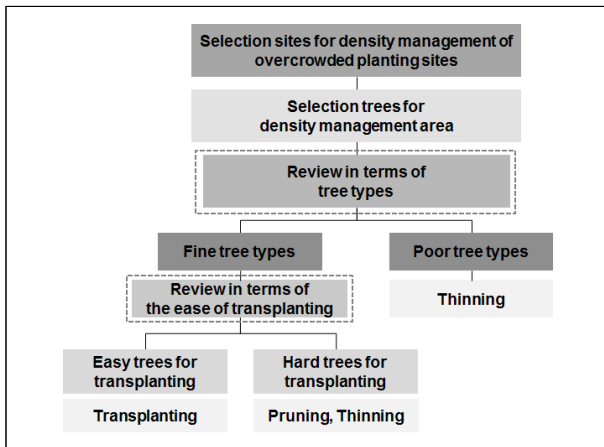 Selection sites for density management of
overcrowded planting sites
Selection trees for
density management area
Review in terms of
tree types
Fine tree types
Poor tree types
Review in terms of
the ease of transplanting
Thinning
Easy trees for
transplanting
Hard trees for
transplanting
Transplanting
Pruning, Thinning